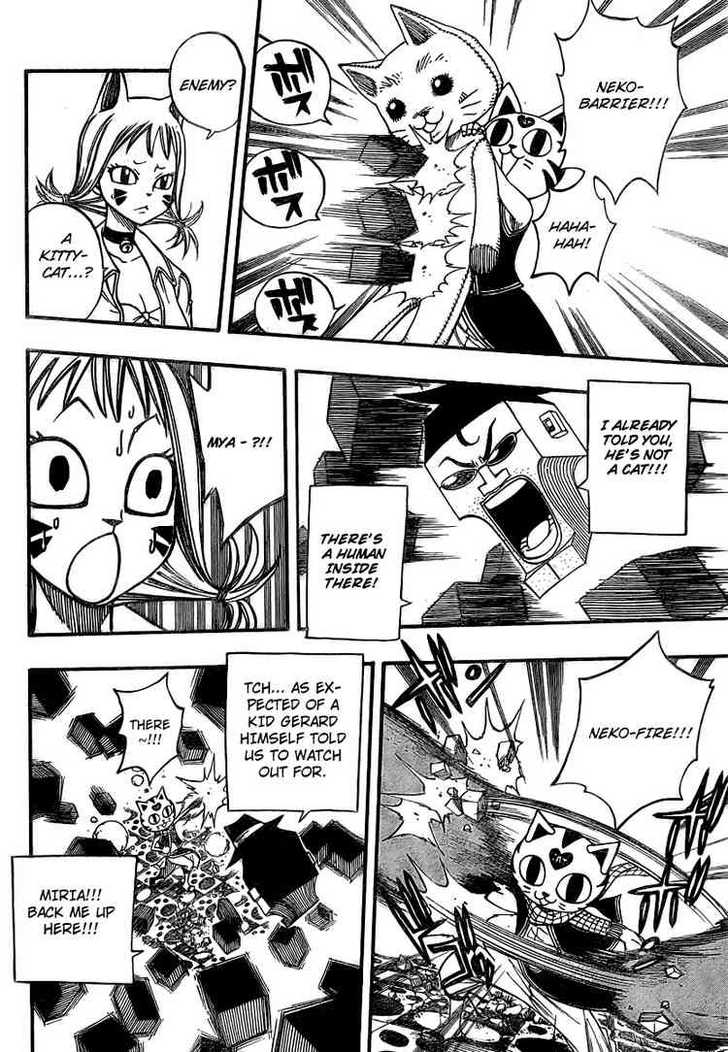 ENEMY?
A
KITTY-
CAT...?
NEKO-
BARRIER!!!
HAHA-
HAH!
ボス
ボス
ボス
MYA - ?!!
I ALREADY
TOLD YOU,
HE'S NOT
A CAT!!!
THERE'S
A HUMAN
INSIDE
THERE!
THERE
~!!!
TCH... AS EX-
PECTED OF A
KID GERARD
HIMSELF TOLD
US TO WATCH
OUT FOR.
MIRIA!!!
BACK ME UP
HERE!!!
NEKO-FIRE!!!